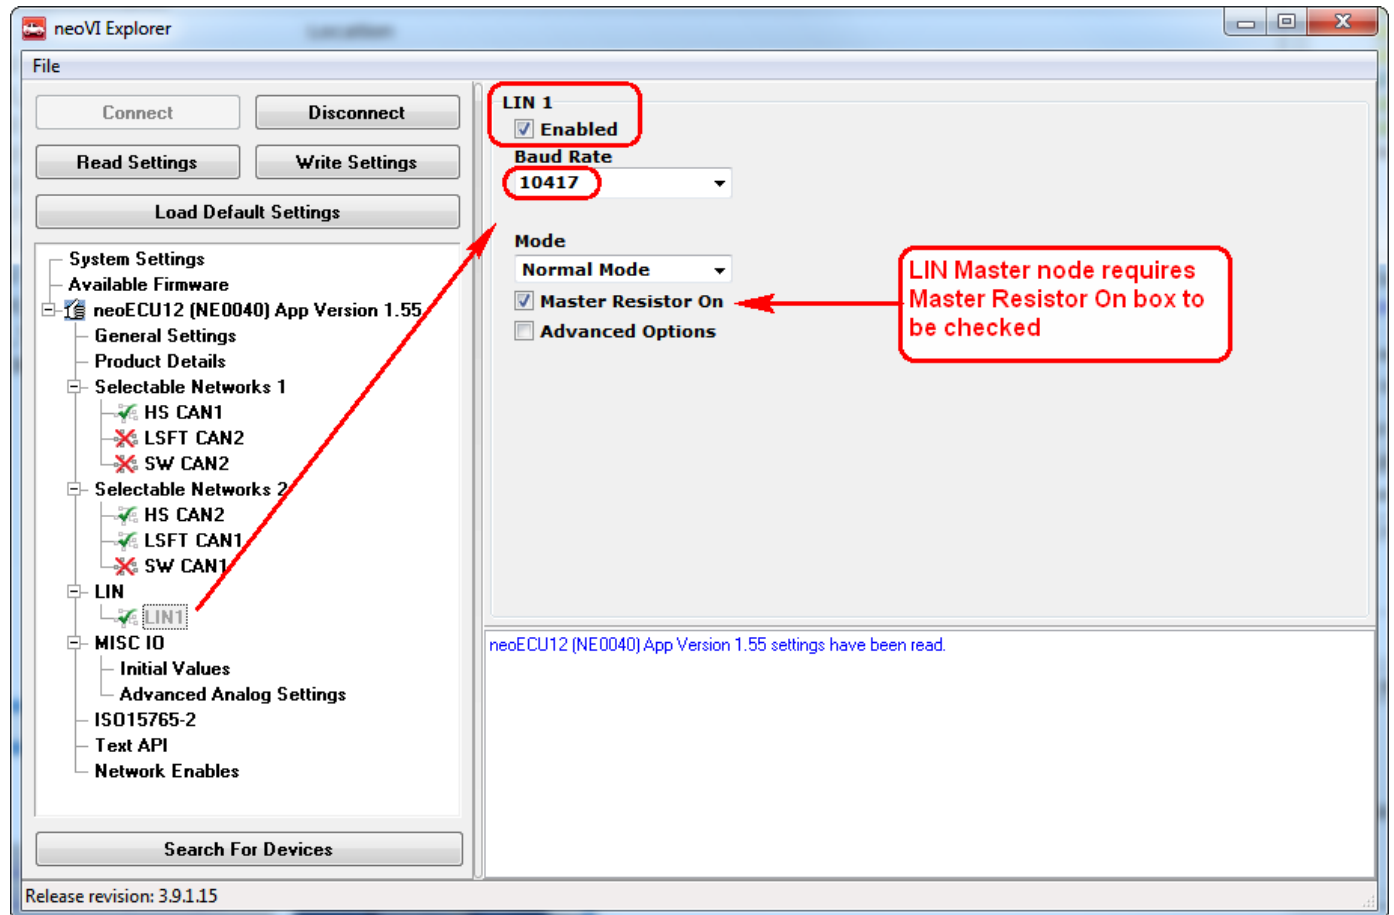 neoVI Explorer
File
Connect
Disconnect
Read Settings
Write Settings
Load Default Settings
System Settings
Available Firmware
neoECU12 (NE0040) App Version 1.55
General Settings
Product Details
Selectable Networks 1
HS CAN1
LSFT CAN2
SW CAN2
Selectable Networks 2
HS CAN2
LSFT CAN1
SW CAN1
LIN
LIN1
MISC IO
Initial Values
Advanced Analog Settings
ISO15765-2
Text API
Network Enables
Search For Devices
LIN 1
Enabled
Baud Rate
10417
Mode
Normal Mode
Master Resistor On
Advanced Options
LIN Master node requires
Master Resistor On box to
be checked
neoECU12 (NE0040) App Version 1.55 settings have been read.
Release revision: 3.9.1.15